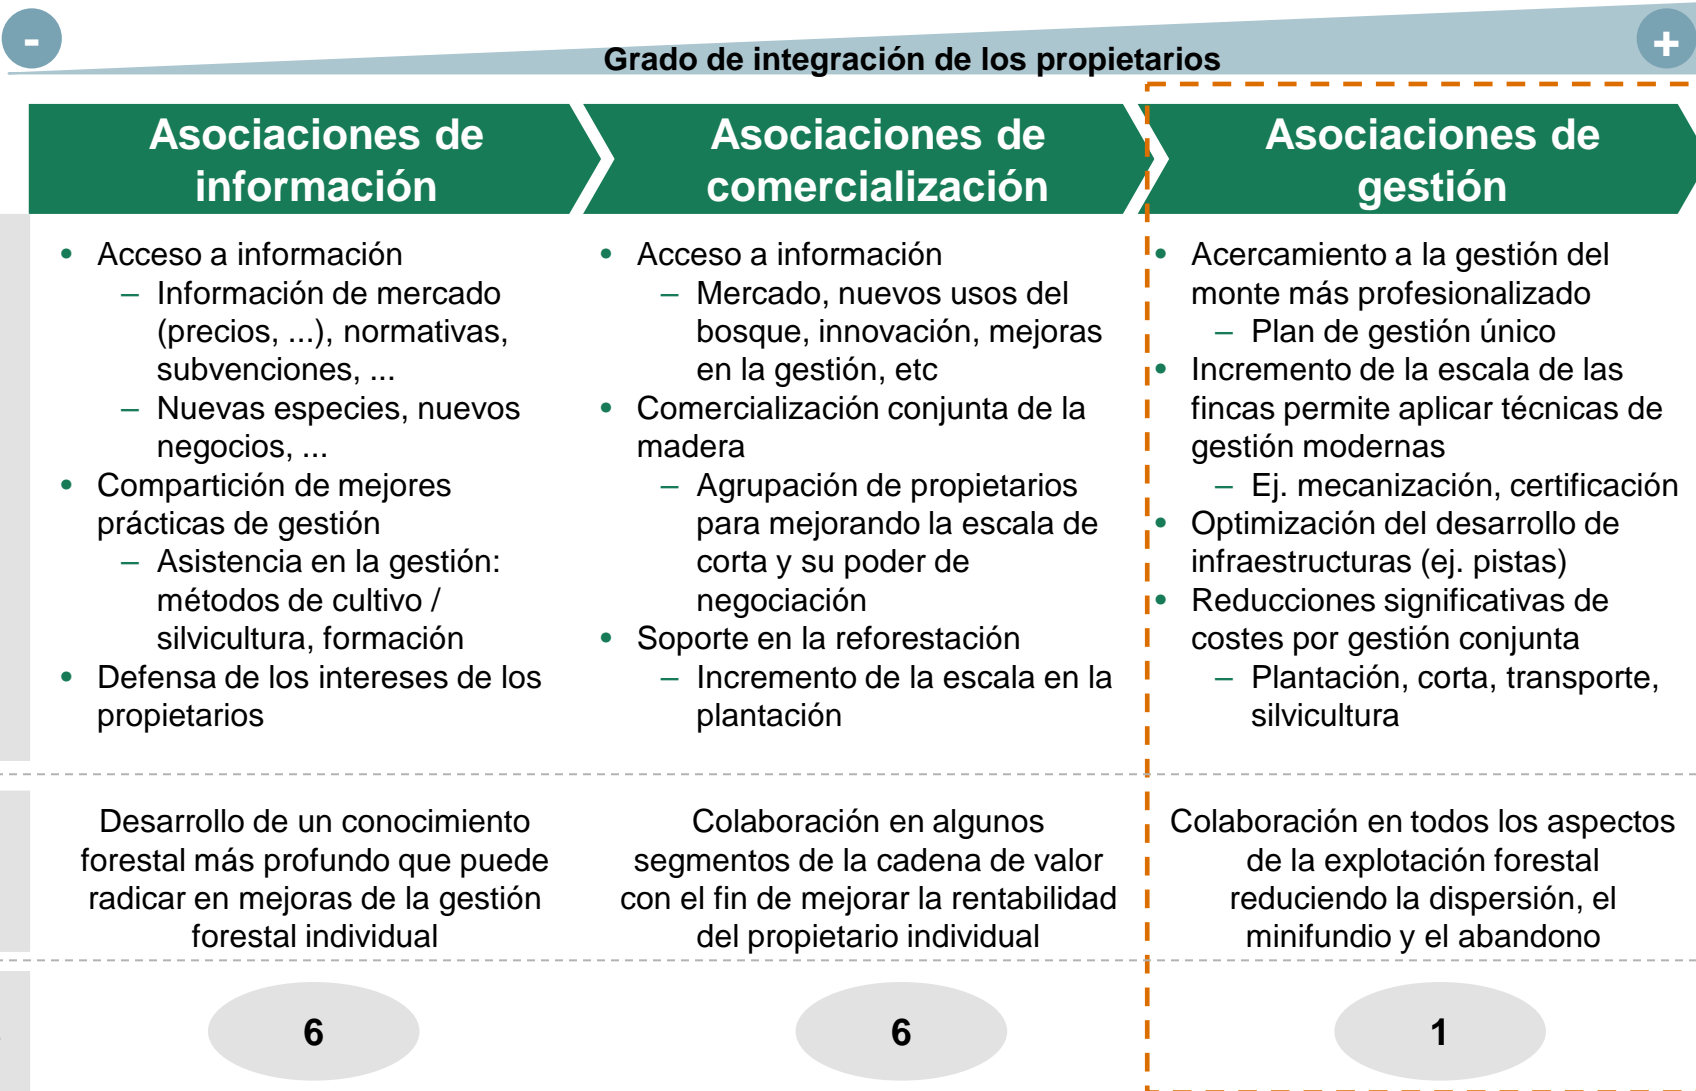 -
+
Grado de integración de los propietarios
Asociaciones de
información
Asociaciones de
comercialización
Asociaciones de
gestión
• Acceso a información
– Información de mercado
(precios, ...), normativas,
subvenciones, ...
– Nuevas especies, nuevos
negocios, ...
• Compartición de mejores
prácticas de gestión
– Asistencia en la gestión:
métodos de cultivo /
silvicultura, formación
• Defensa de los intereses de los
propietarios
• Acceso a información
– Mercado, nuevos usos del
bosque, innovación, mejoras
en la gestión, etc
• Comercialización conjunta de la
madera
– Agrupación de propietarios
para mejorando la escala de
corta y su poder de
negociación
• Soporte en la reforestación
– Incremento de la escala en la
plantación
• Acercamiento a la gestión del
monte más profesionalizado
– Plan de gestión único
• Incremento de la escala de las
fincas permite aplicar técnicas de
gestión modernas
– Ej. mecanización, certificación
• Optimización del desarrollo de
infraestructuras (ej. pistas)
• Reducciones significativas de
costes por gestión conjunta
– Plantación, corta, transporte,
silvicultura
Desarrollo de un conocimiento
forestal más profundo que puede
radicar en mejoras de la gestión
forestal individual
Colaboración en algunos
segmentos de la cadena de valor
con el fin de mejorar la rentabilidad
del propietario individual
Colaboración en todos los aspectos
de la explotación forestal
reduciendo la dispersión, el
minifundio y el abandono
6
6
1